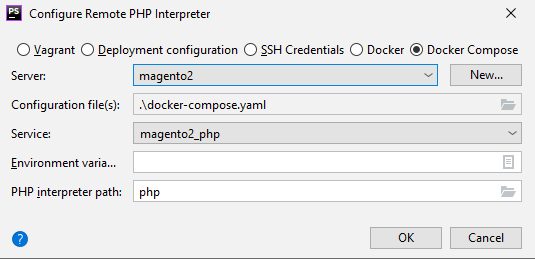 PS Configure Remote PHP Interpreter
Vagrant Deployment configuration SSH Credentials Docker Docker Compose
Server: magento2 New...
Configuration file(s): .\docker-compose.yaml
Service: magento2_php
Environment varia...
PHP interpreter path: php
? OK Cancel